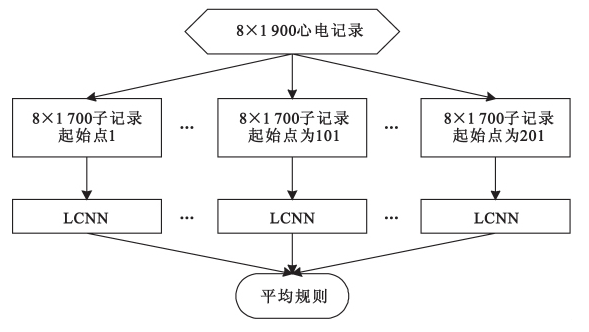 8×1 900心电记录
8×1 700子记录
起始点1
...
8×1 700子记录
起始点为101
...
8×1 700子记录
起始点为201
LCNN
...
LCNN
...
LCNN
平均规则